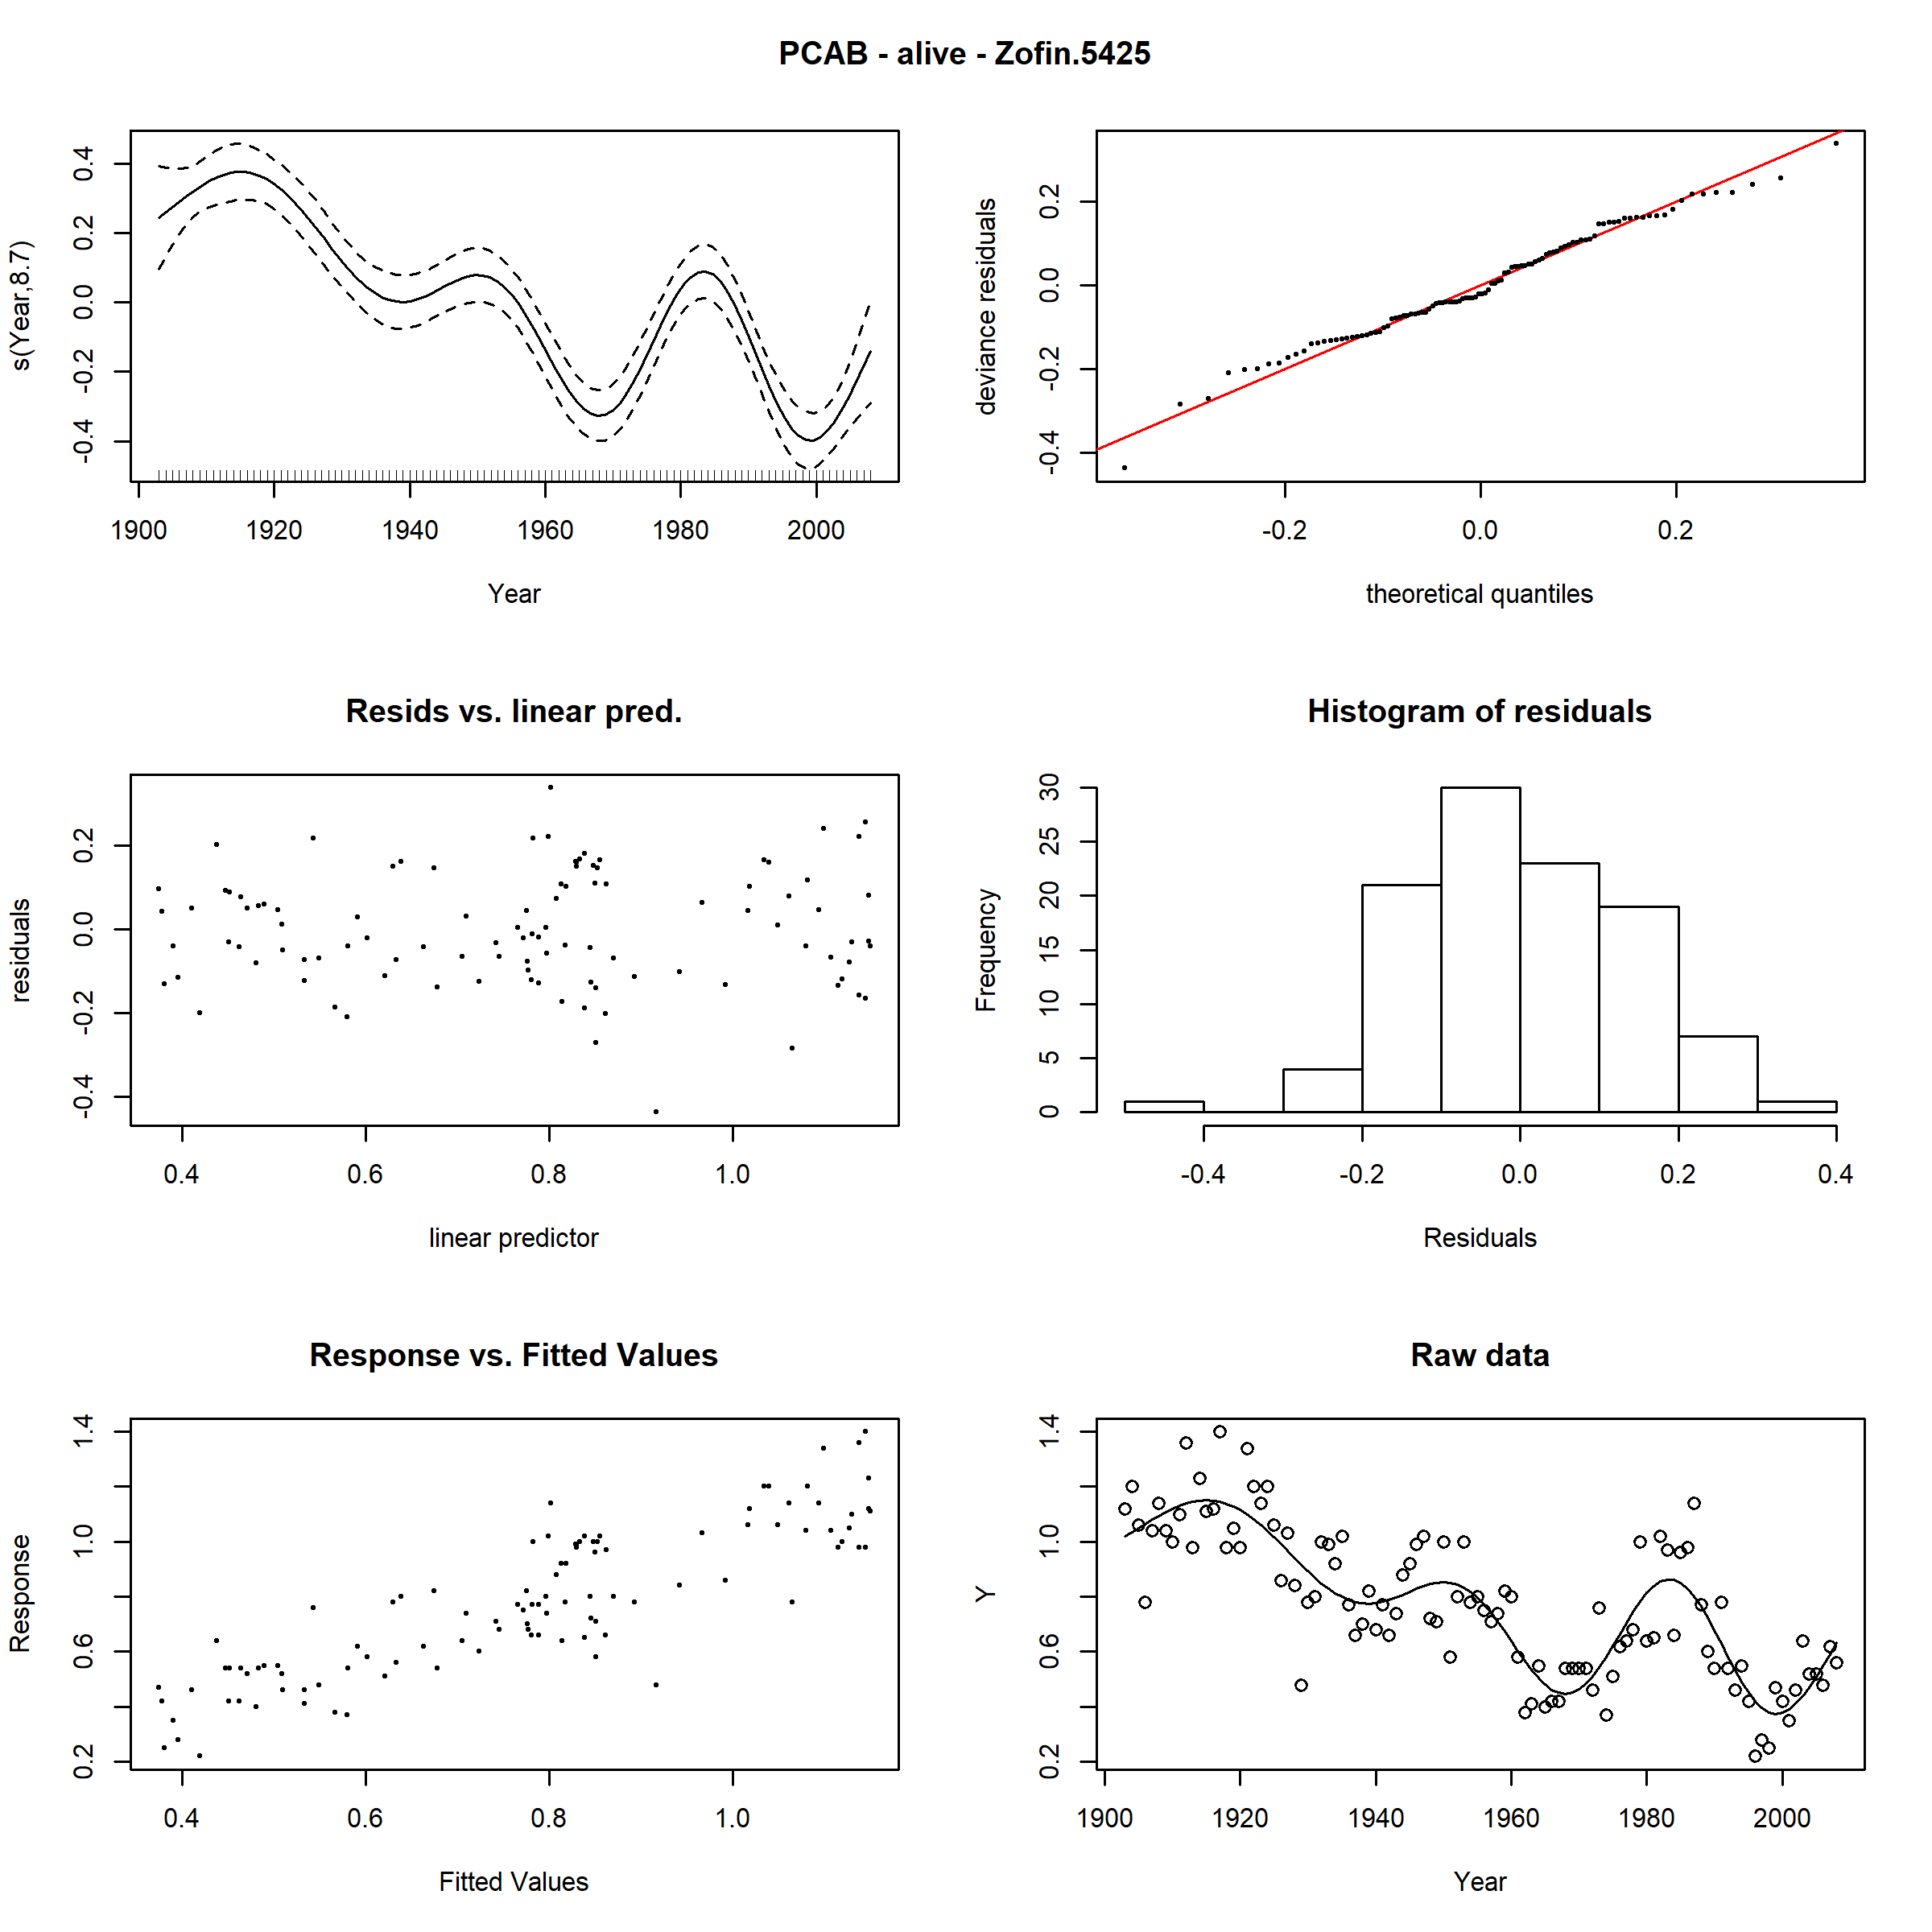 PCAB - alive - Zofin.5425
s(Year,8.7)
0.4
0.2
0.0
-0.2
-0.4
1900 1920 1940 1960 1980 2000
Year
deviance residuals
0.2
0.0
-0.2
-0.4
-0.2 0.0 0.2
theoretical quantiles
Resids vs. linear pred.
residuals
0.2
0.0
-0.2
-0.4
0.4 0.6 0.8 1.0
linear predictor
Histogram of residuals
Frequency
30
25
20
15
10
5
0
-0.4 -0.2 0.0 0.2 0.4
Residuals
Response vs. Fitted Values
Response
1.4
1.0
0.6
0.2
0.4 0.6 0.8 1.0
Fitted Values
Raw data
Y
1.4
1.0
0.6
0.2
1900 1920 1940 1960 1980 2000
Year